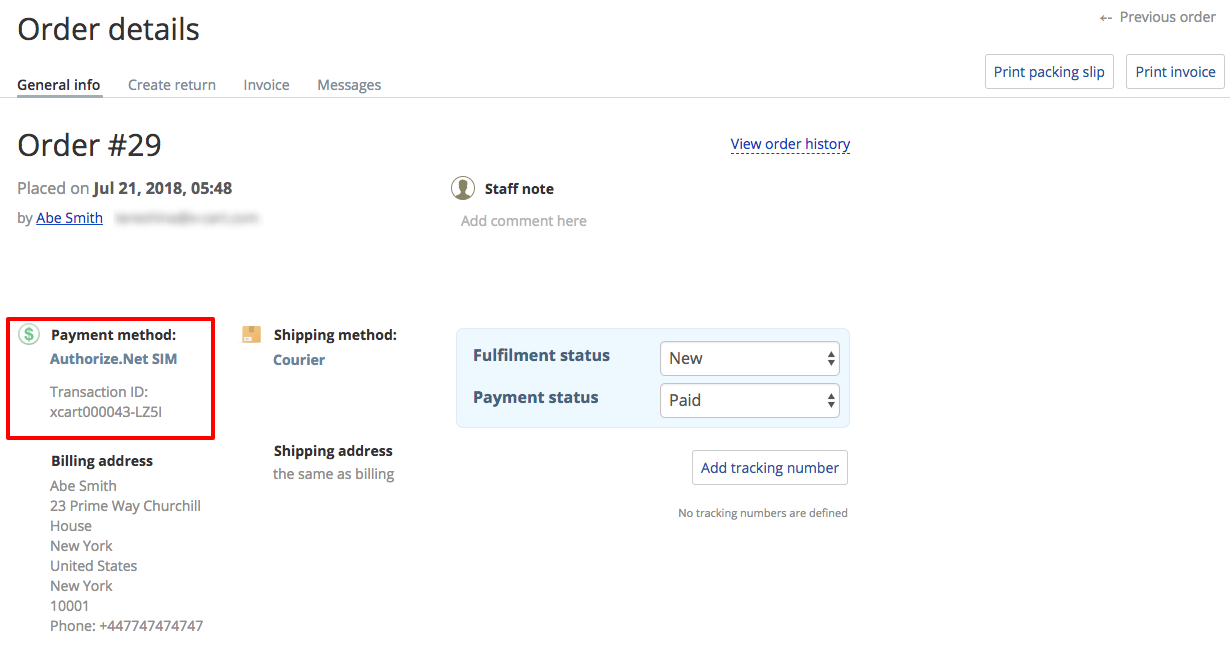 Order details
← Previous order
Print packing slip
Print invoice
General info
Create return
Invoice
Messages
Order #29
View order history
Placed on Jul 21, 2018, 05:48
by Abe Smith
Staff note
Add comment here
$
Payment method:
Authorize.Net SIM
Transaction ID:
xcart000043-LZ5I
Shipping method:
Courier
Fulfilment status
New
Payment status
Paid
Billing address
Abe Smith
23 Prime Way Churchill
House
New York
United States
New York
10001
Phone: +447747474747
Shipping address
the same as billing
Add tracking number
No tracking numbers are defined